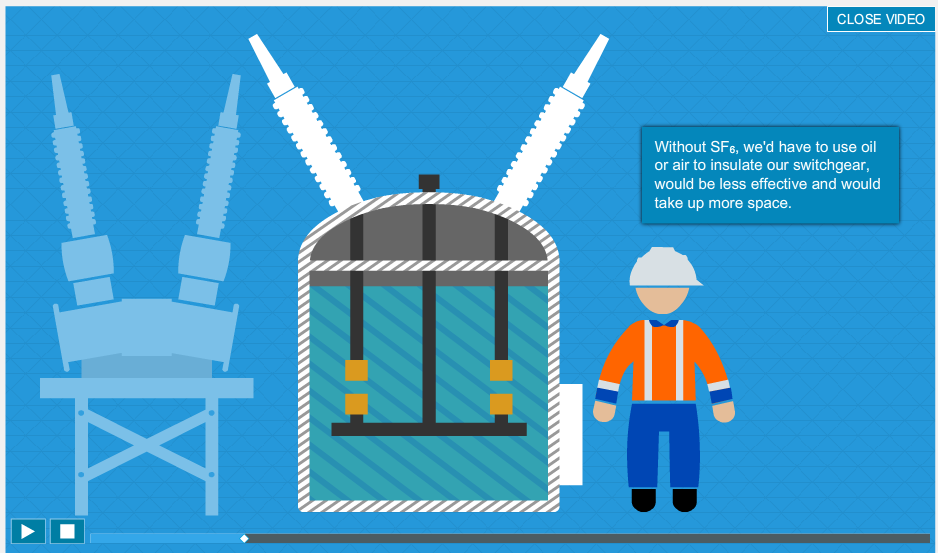 CLOSE VIDEO
Without SF₆, we'd have to use oil
or air to insulate our switchgear,
would be less effective and would
take up more space.